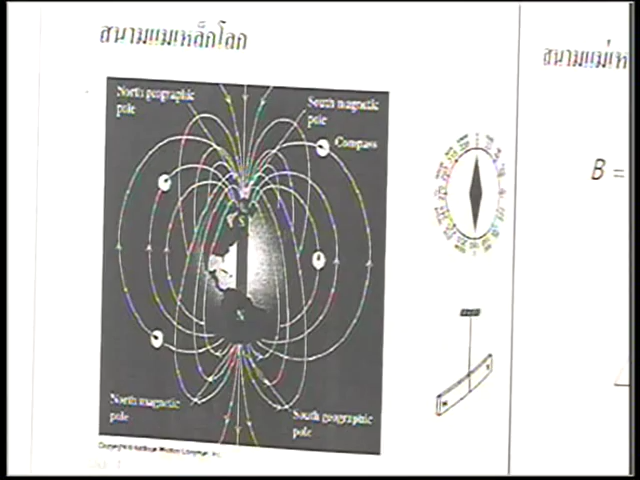 สนามแม่เหล็กโลก
North geographic
pole
South magnetic
pole
Compass
S
N
North magnetic
pole
South geographic
pole
สนามแม่เห
B =